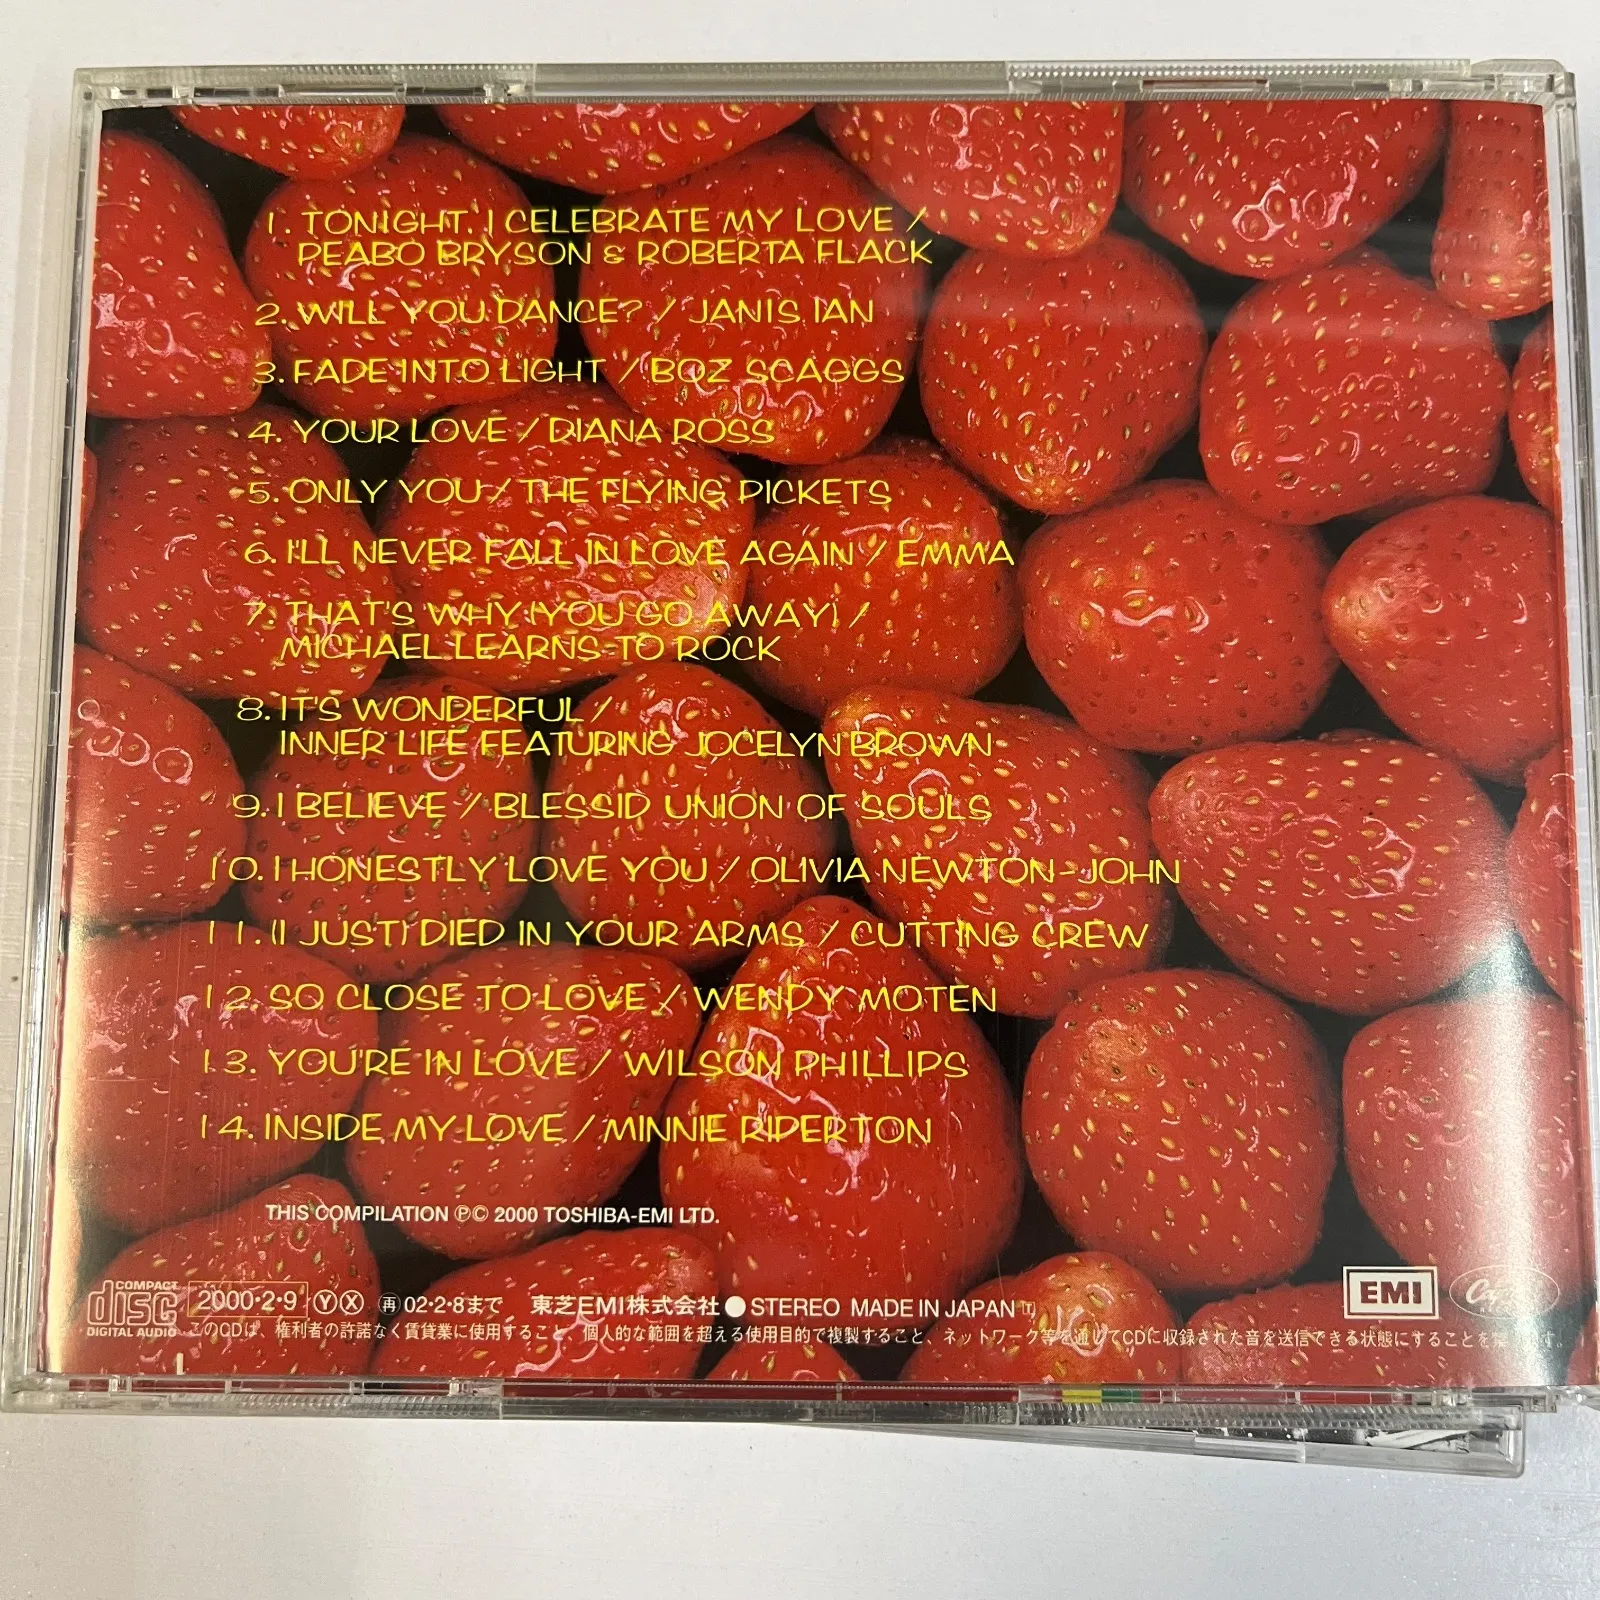 1. TONIGHT, I CELEBRATE MY LOVE /
PEABO BRYSON & ROBERTA FLACK
2. WILL YOU DANCE? / JANIS IAN
3. FADE INTO LIGHT / BOZ SCAGGS
4. YOUR LOVE / DIANA ROSS
5. ONLY YOU / THE FLYING PICKETS
6. I'LL NEVER FALL IN LOVE AGAIN / EMMA
7. THAT'S WHY (YOU GO AWAY) /
MICHAEL LEARNS TO ROCK
8. IT'S WONDERFUL /
INNER LIFE FEATURING JOCELYN BROWN
9. I BELIEVE / BLESSID UNION OF SOULS
10. I HONESTLY LOVE YOU / OLIVIA NEWTON-JOHN
11. (I JUST) DIED IN YOUR ARMS / CUTTING CREW
12. SO CLOSE TO LOVE / WENDY MOTEN
13. YOU'RE IN LOVE / WILSON PHILLIPS
14. INSIDE MY LOVE / MINNIE RIPERTON
THIS COMPILATION ℗© 2000 TOSHIBA-EMI LTD.
COMPACT
disc
DIGITAL AUDIO
2000・2・9 Ⓨ Ⓧ 再 02・2・8まで 東芝EMI株式会社 ● STEREO MADE IN JAPAN
このCDは、権利者の許諾なく賃貸業に使用すること、個人的な範囲を超える使用目的で複製すること、ネットワーク等を通じてCDに収録された音を送信できる状態にすることを
EMI